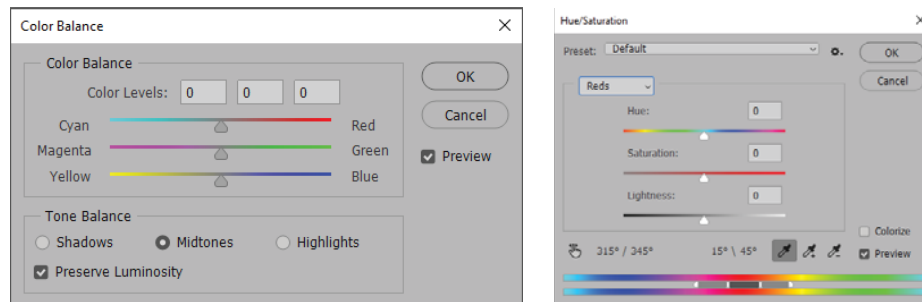 Color Balance
Color Balance
Color Levels: 0 0 0
Cyan Red
Magenta Green
Yellow Blue
Tone Balance
Shadows Midtones Highlights
Preserve Luminosity
OK
Cancel
Preview
Hue/Saturation
Preset: Default
Reds
Hue: 0
Saturation: 0
Lightness: 0
315° / 345° 15° \ 45°
OK
Cancel
Colorize
Preview